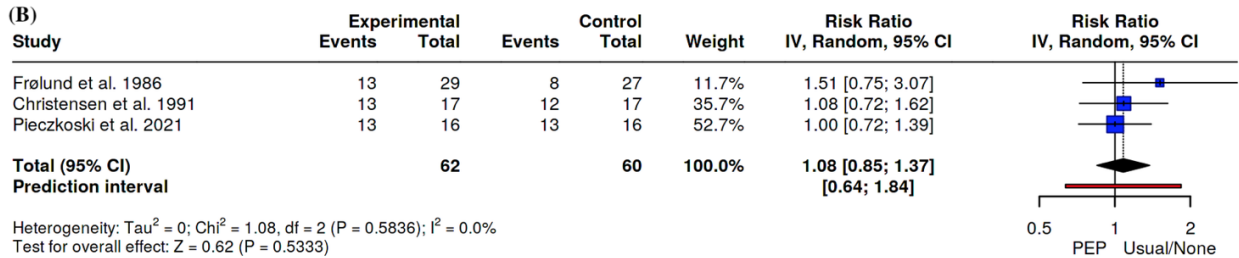 (B)
Experimental Control Risk Ratio Risk Ratio
Study Events Total Events Total Weight IV, Random, 95% CI IV, Random, 95% CI
Frølund et al. 1986 13 29 8 27 11.7% 1.51 [0.75; 3.07]
Christensen et al. 1991 13 17 12 17 35.7% 1.08 [0.72; 1.62]
Pieczkoski et al. 2021 13 16 13 16 52.7% 1.00 [0.72; 1.39]
Total (95% CI) 62 60 100.0% 1.08 [0.85; 1.37]
Prediction interval [0.64; 1.84]
Heterogeneity: Tau² = 0; Chi² = 1.08, df = 2 (P = 0.5836); I² = 0.0%
0.5 1 2
Test for overall effect: Z = 0.62 (P = 0.5333)
PEP Usual/None